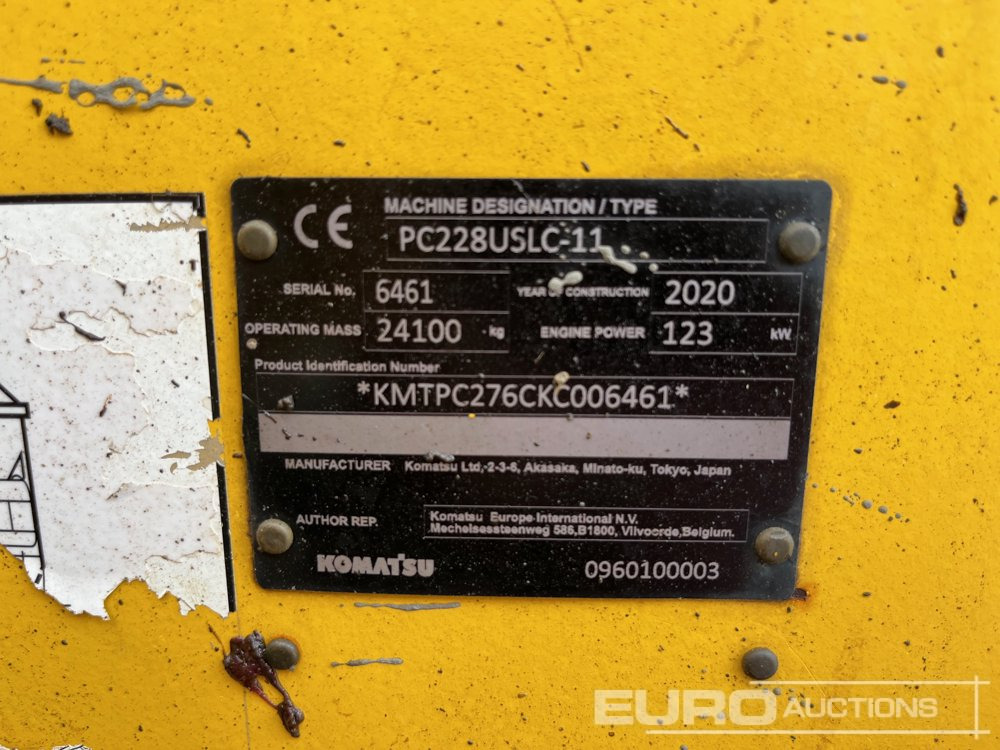 CE
MACHINE DESIGNATION / TYPE
PC228USLC-11
SERIAL No. 6461 YEAR OF CONSTRUCTION 2020
OPERATING MASS 24100 kg ENGINE POWER 123 kW
Product Identification Number
*KMTPC276CKC006461*
MANUFACTURER Komatsu Ltd, 2-3-6, Akasaka, Minato-ku, Tokyo, Japan
AUTHOR REP. Komatsu Europe International N.V.
Mechelsesteenweg 586,B1800, Vilvoorde,Belgium.
KOMATSU 0960100003
EURO AUCTIONS